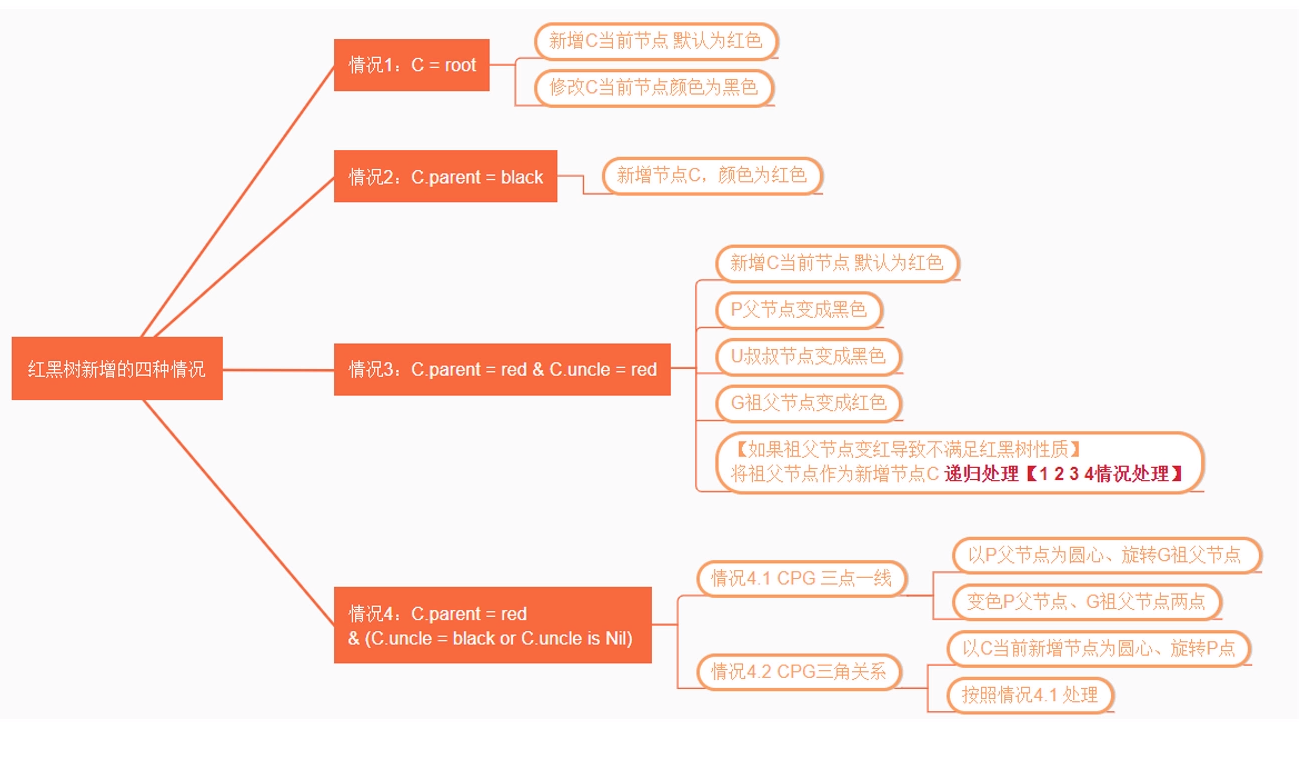 红黑树新增的四种情况
情况1：C = root
新增C当前节点 默认为红色
修改C当前节点颜色为黑色
情况2：C.parent = black
新增节点C，颜色为红色
情况3：C.parent = red & C.uncle = red
新增C当前节点 默认为红色
P父节点变成黑色
U叔叔节点变成黑色
G祖父节点变成红色
【如果祖父节点变红导致不满足红黑树性质】
将祖父节点作为新增节点C 递归处理【1 2 3 4情况处理】
情况4：C.parent = red
& (C.uncle = black or C.uncle is Nil)
情况4.1 CPG 三点一线
以P父节点为圆心、旋转G祖父节点
变色P父节点、G祖父节点两点
情况4.2 CPG三角关系
以C当前新增节点为圆心、旋转P点
按照情况4.1 处理